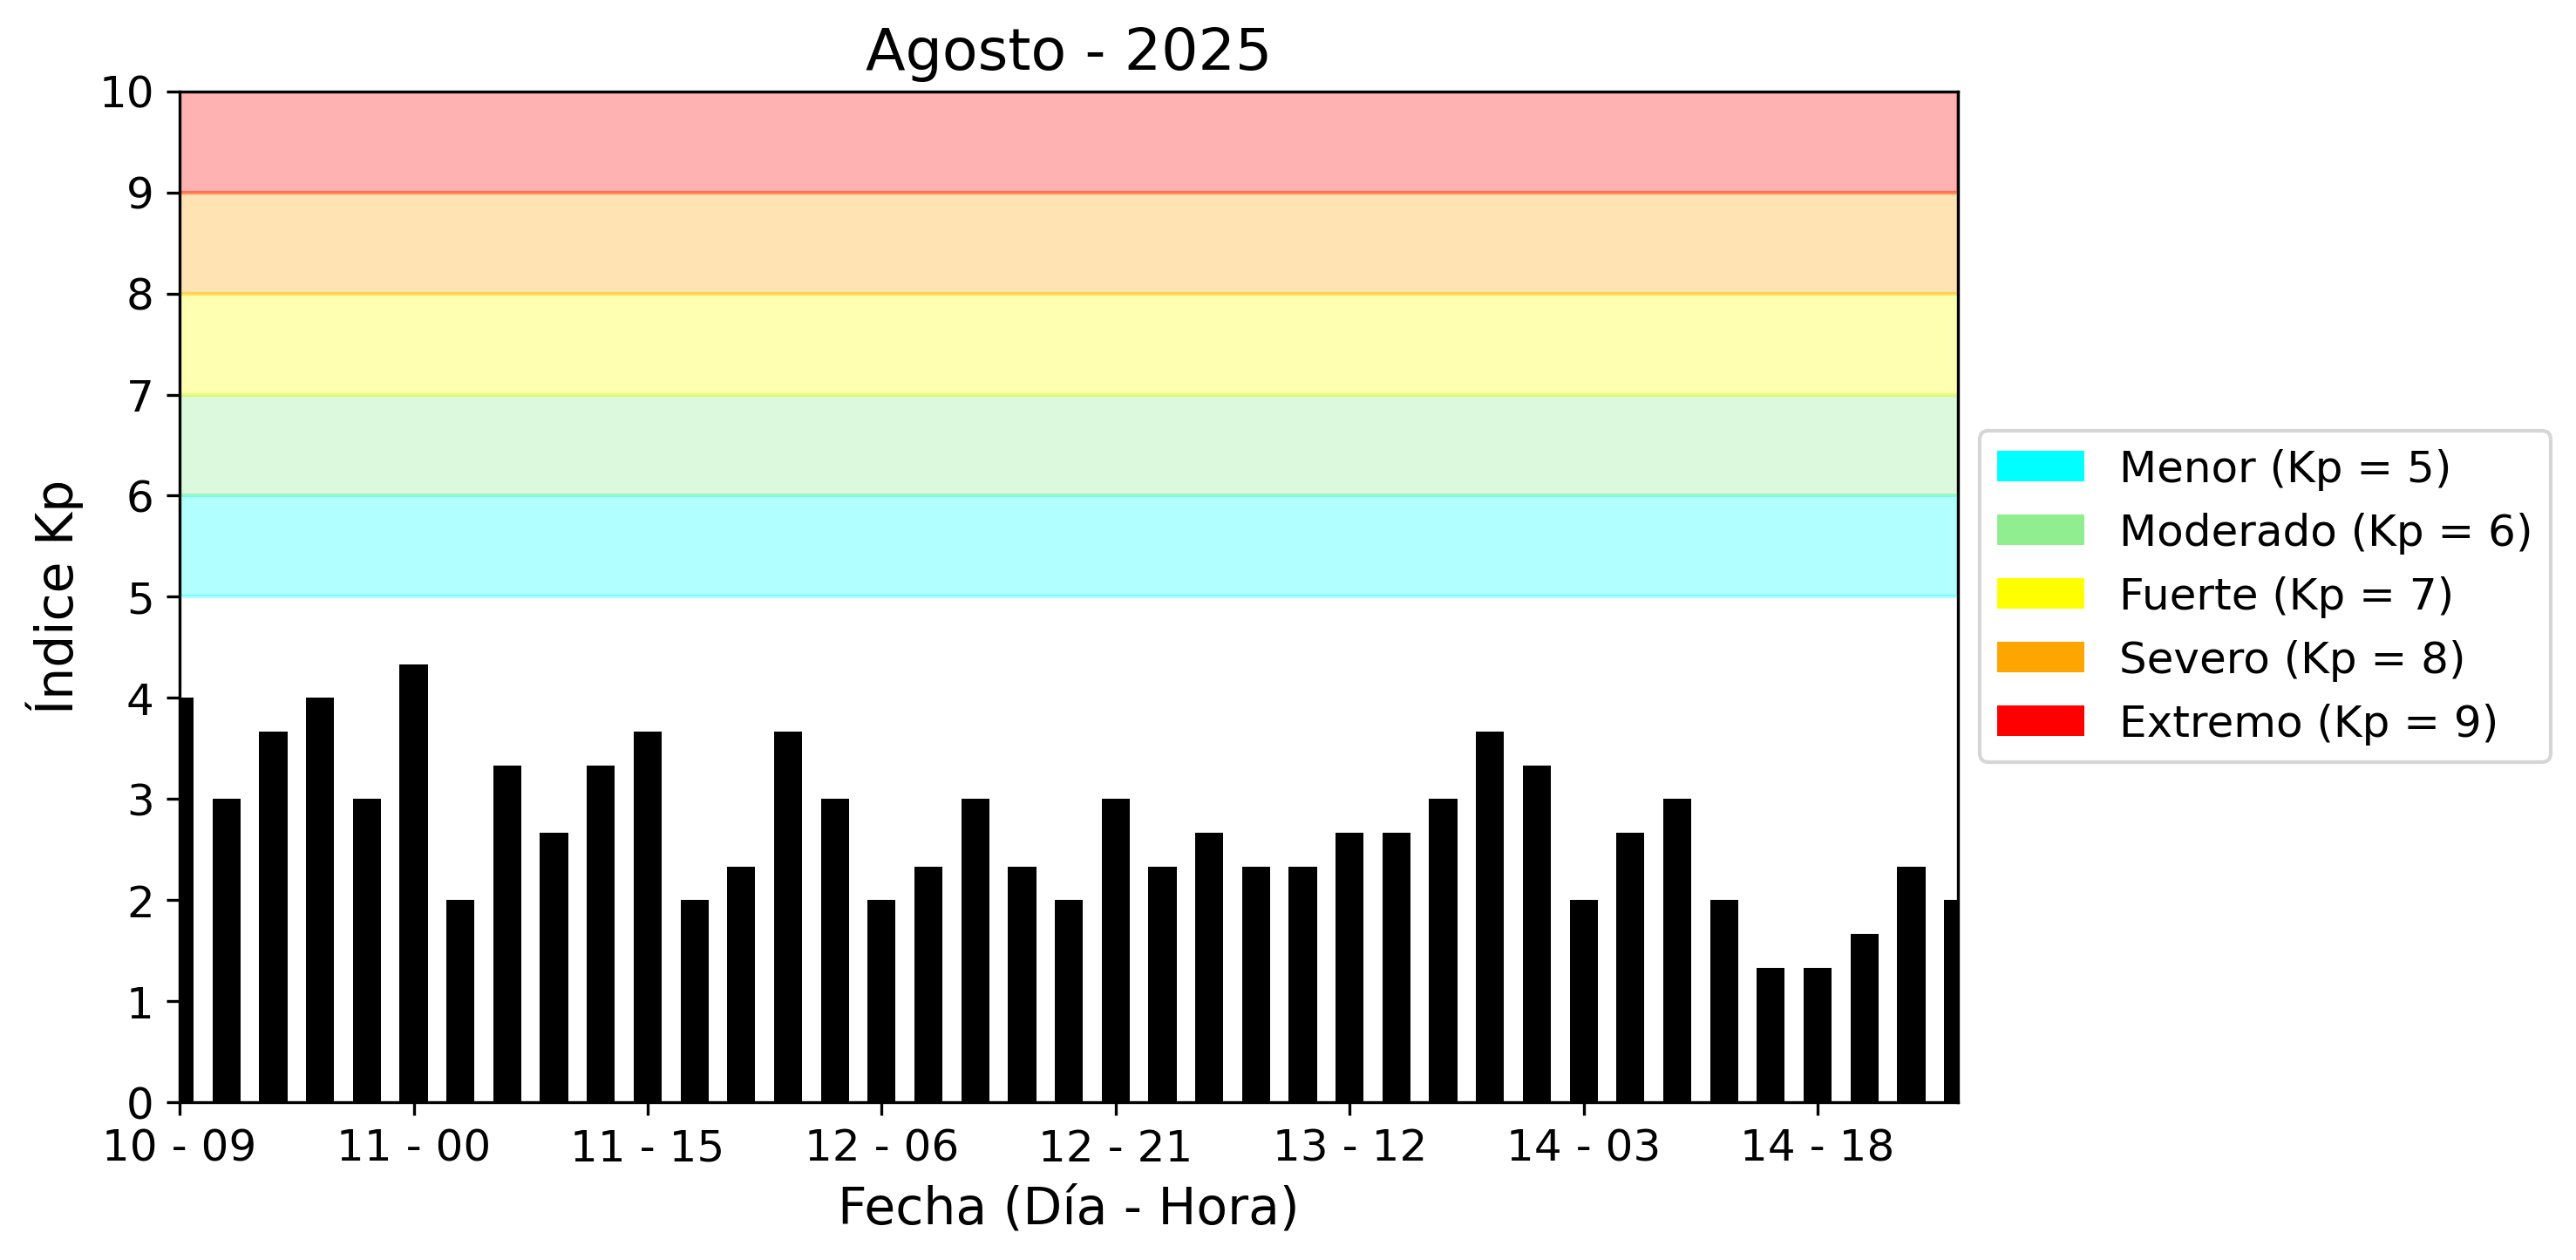 Agosto - 2025
10
9
8
7
6
5
4
3
2
1
0
Índice Kp
10 - 09 11 - 00 11 - 15 12 - 06 12 - 21 13 - 12 14 - 03 14 - 18
Fecha (Día - Hora)
Menor (Kp = 5)
Moderado (Kp = 6)
Fuerte (Kp = 7)
Severo (Kp = 8)
Extremo (Kp = 9)